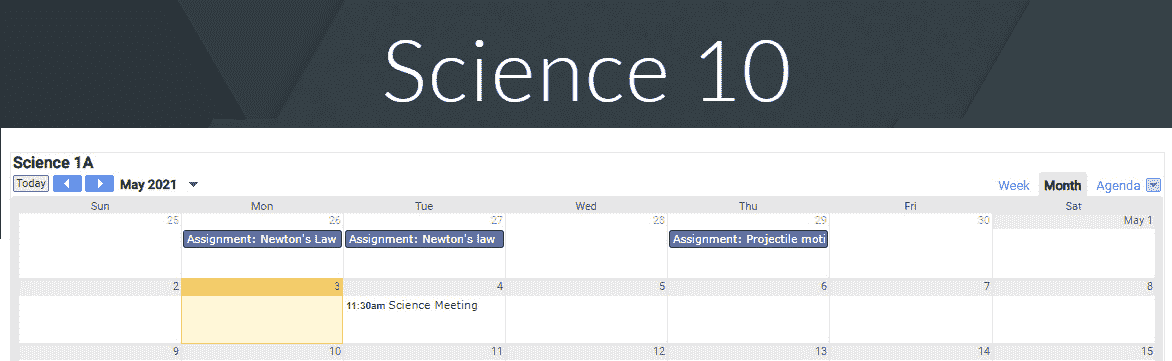 Science 10
Science 1A
Today May 2021 Week Month Agenda
Sun Mon Tue Wed Thu Fri Sat
25 26 27 28 29 30 May 1
Assignment: Newton's Law Assignment: Newton's law Assignment: Projectile moti
2 3 4 5 6 7 8
11:30am Science Meeting
9 10 11 12 13 14 15